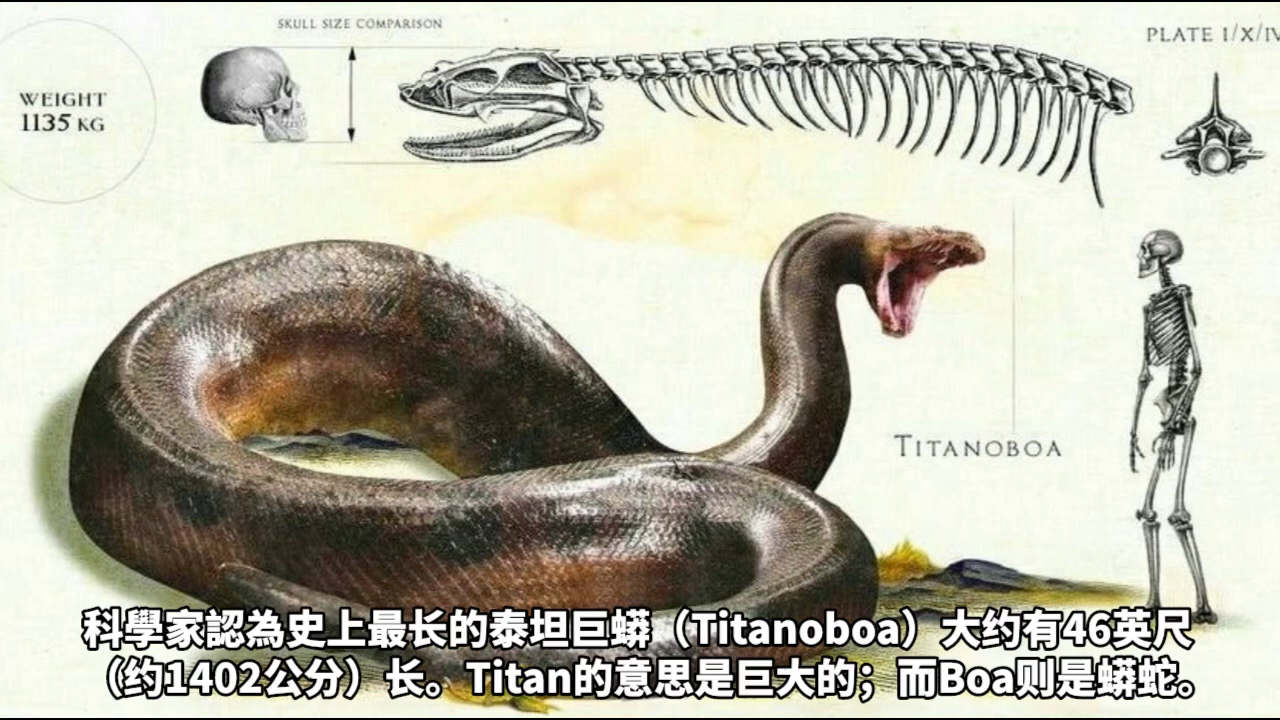 SKULL SIZE COMPARISON
PLATE I/X/IV
WEIGHT
1135 KG
TITANOBOA
科學家認為史上最长的泰坦巨蟒（Titanoboa）大约有46英尺
（约1402公分）长。Titan的意思是巨大的；而Boa则是蟒蛇。